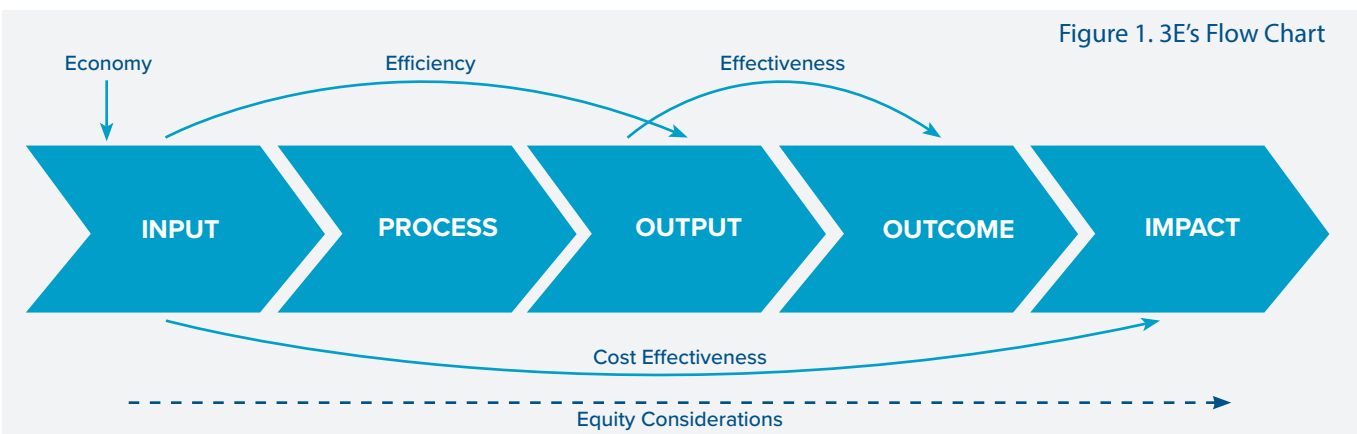 Figure 1. 3E's Flow Chart
Economy
Efficiency
Effectiveness
INPUT
PROCESS
OUTPUT
OUTCOME
IMPACT
Cost Effectiveness
Equity Considerations